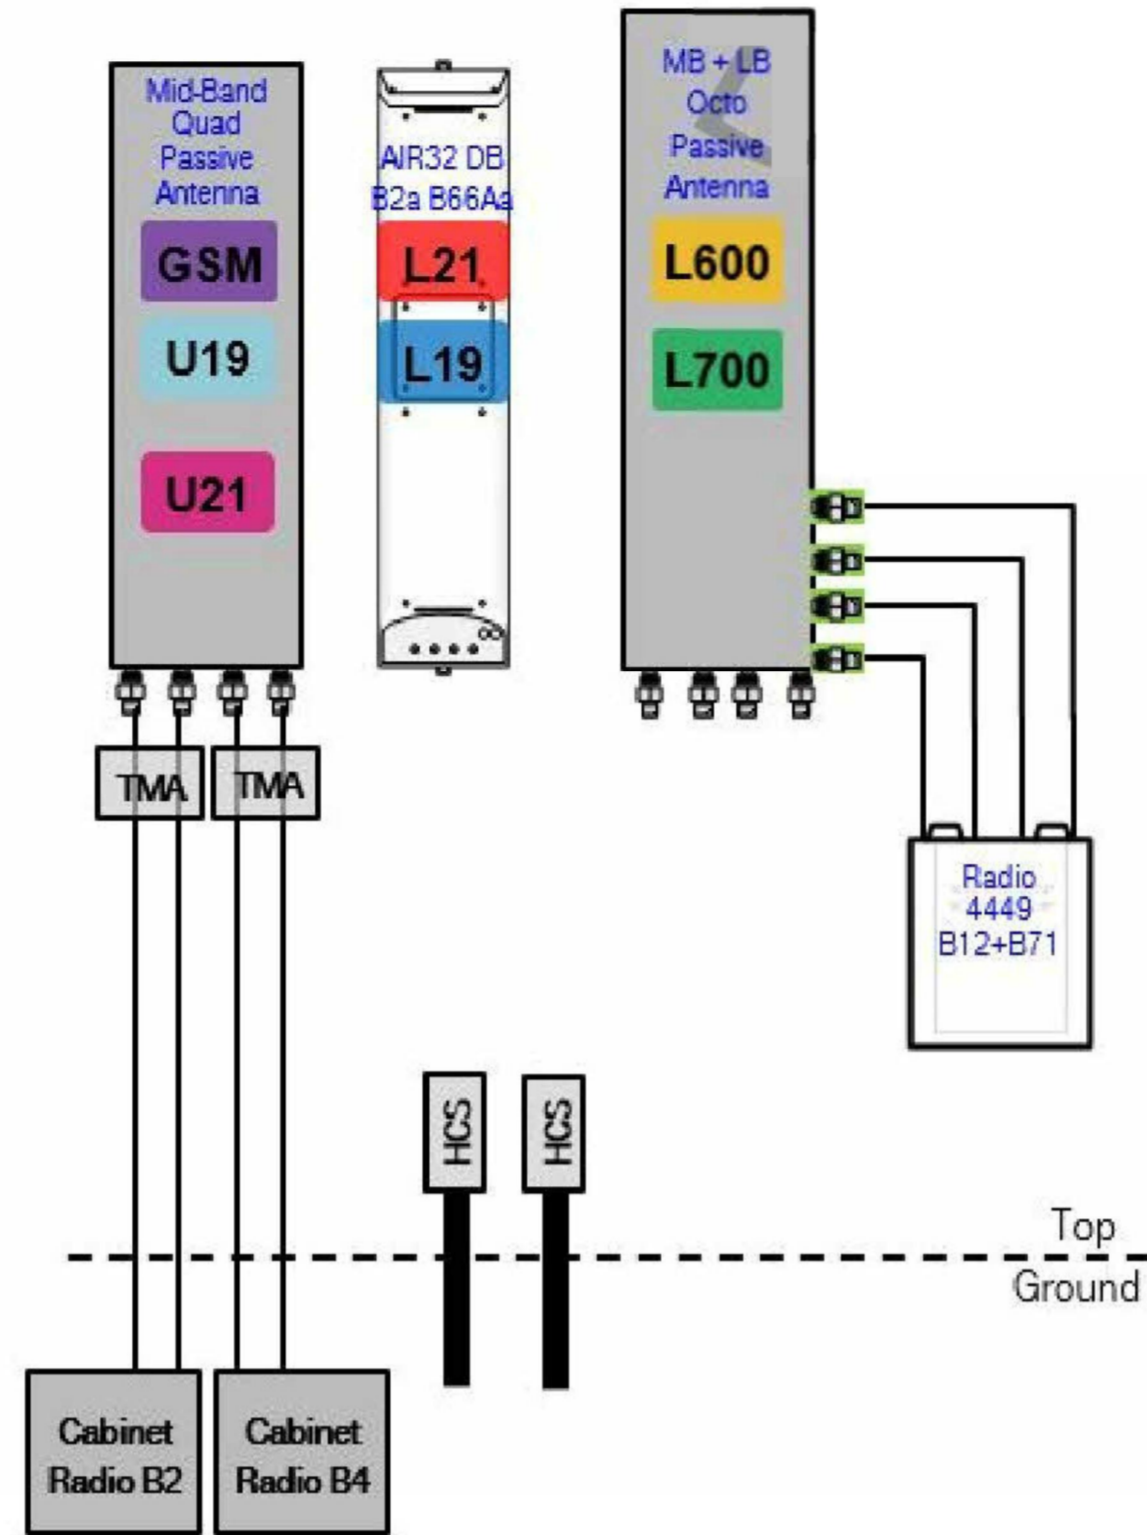 Mid-Band
Quad
Passive
Antenna
GSM
U19
U21
AIR32 DB
B2a B66Aa
L21
L19
MB + LB
Octo
Passive
Antenna
L600
L700
TMA
TMA
Radio
4449
B12+B71
HCS
HCS
Top
Ground
Cabinet
Radio B2
Cabinet
Radio B4